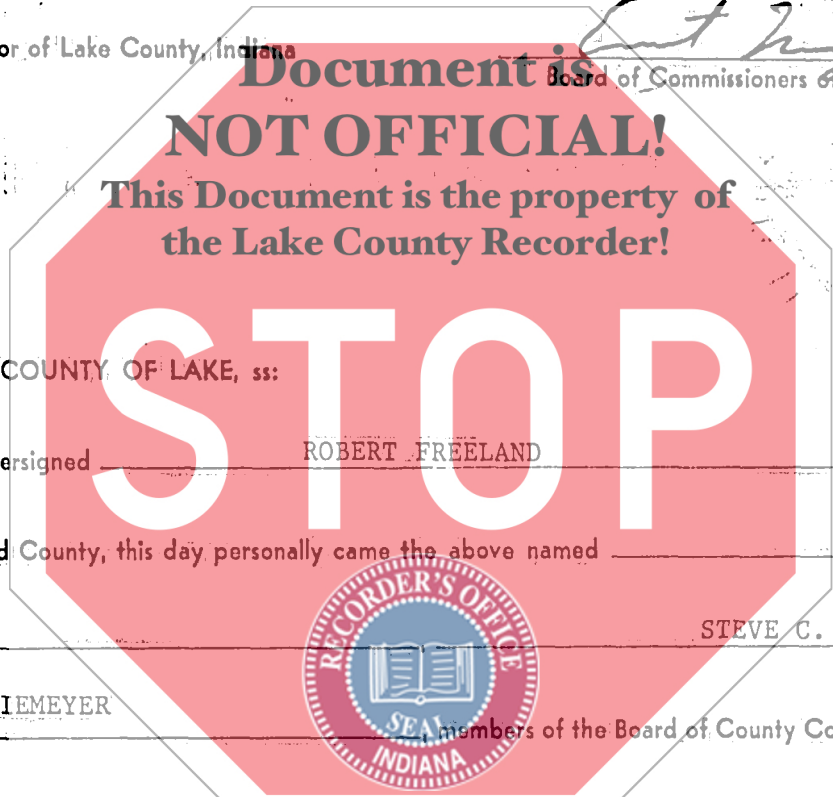 or of Lake County, Indiana
Document is
Board of Commissioners
NOT OFFICIAL!
This Document is the property of
the Lake County Recorder!
STOP
COUNTY OF LAKE, ss:
ersigned ROBERT FREELAND
d County, this day personally came the above named
RECORDER'S OFFICE
STEVE C.
IEMEYER
SEAL
, members of the Board of County Co
INDIANA